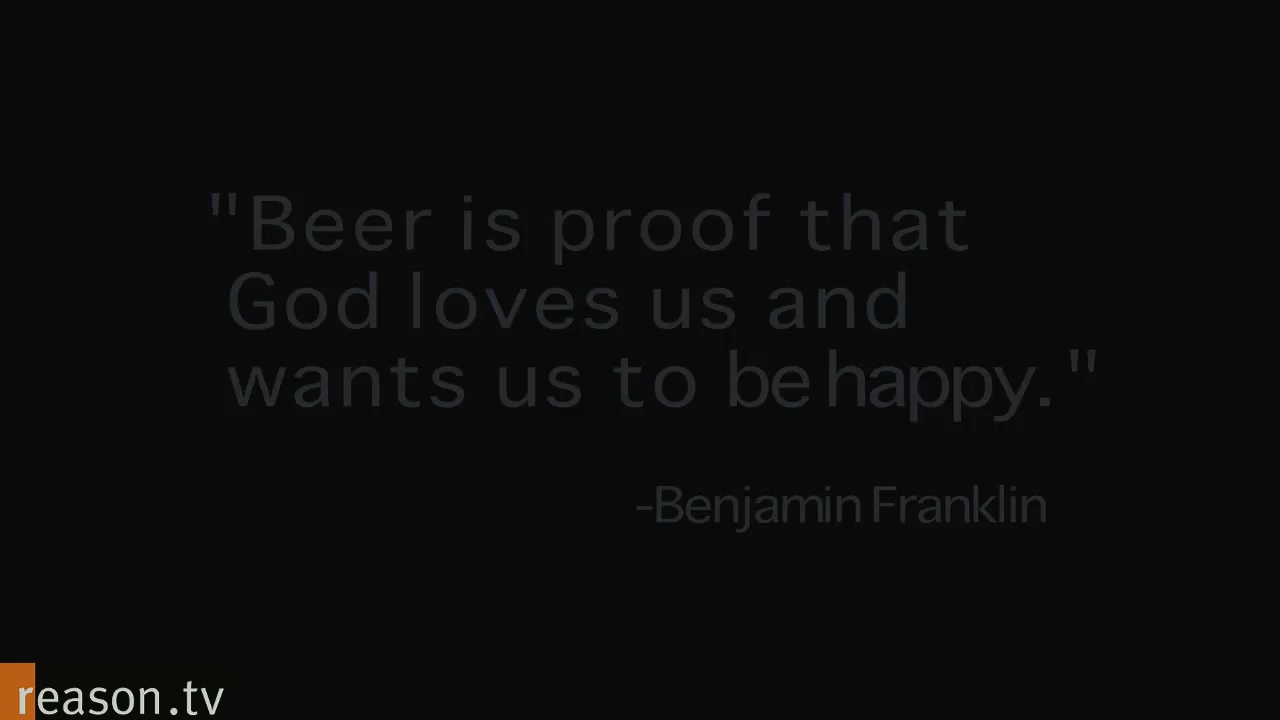 "Beer is proof that
God loves us and
wants us to be happy."
-Benjamin Franklin
reason.tv